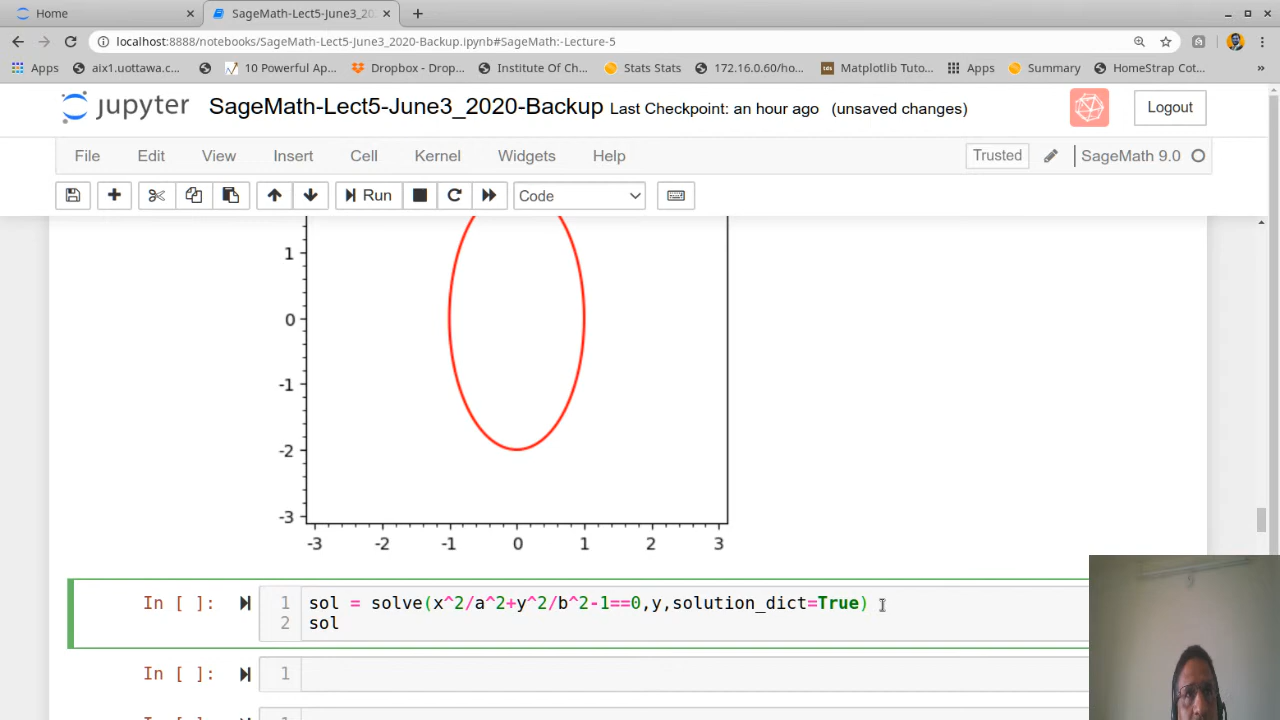 Home
SageMath-Lect5-June3_20
localhost:8888/notebooks/SageMath-Lect5-June3_2020-Backup.ipynb#SageMath:-Lecture-5
Apps aix1.uottawa.c... 10 Powerful Ap... Dropbox - Drop... Institute Of Ch... Stats Stats 172.16.0.60/ho... Matplotlib Tuto... Apps Summary HomeStrap Cot... »
jupyter SageMath-Lect5-June3_2020-Backup Last Checkpoint: an hour ago (unsaved changes) Logout
File Edit View Insert Cell Kernel Widgets Help Trusted SageMath 9.0
Run Code
1
0
-1
-2
-3
-3 -2 -1 0 1 2 3
In [ ]: 1 sol = solve(x^2/a^2+y^2/b^2-1==0,y,solution_dict=True)
2 sol
In [ ]: 1